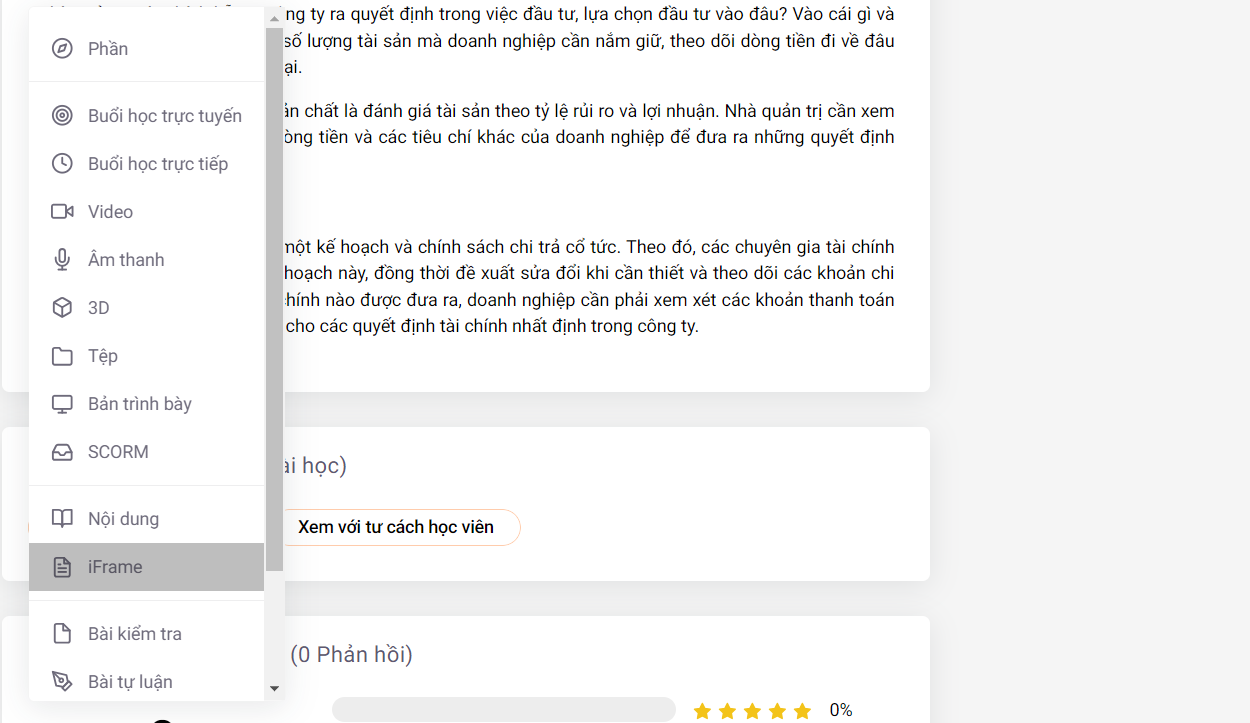 Phần
Buổi học trực tuyến
Buổi học trực tiếp
Video
Âm thanh
3D
Tệp
Bản trình bày
SCORM
Nội dung
iFrame
Bài kiểm tra
Bài tự luận
ty ra quyết định trong việc đầu tư, lựa chọn đầu tư vào đâu? Vào cái gì và
số lượng tài sản mà doanh nghiệp cần nắm giữ, theo dõi dòng tiền đi về đâu
chất là đánh giá tài sản theo tỷ lệ rủi ro và lợi nhuận. Nhà quản trị cần xem
tiền và các tiêu chí khác của doanh nghiệp để đưa ra những quyết định
một kế hoạch và chính sách chi trả cổ tức. Theo đó, các chuyên gia tài chính
hoạch này, đồng thời đề xuất sửa đổi khi cần thiết và theo dõi các khoản chi
chính nào được đưa ra, doanh nghiệp cần phải xem xét các khoản thanh toán
cho các quyết định tài chính nhất định trong công ty.
học)
Xem với tư cách học viên
(0 Phản hồi)
0%